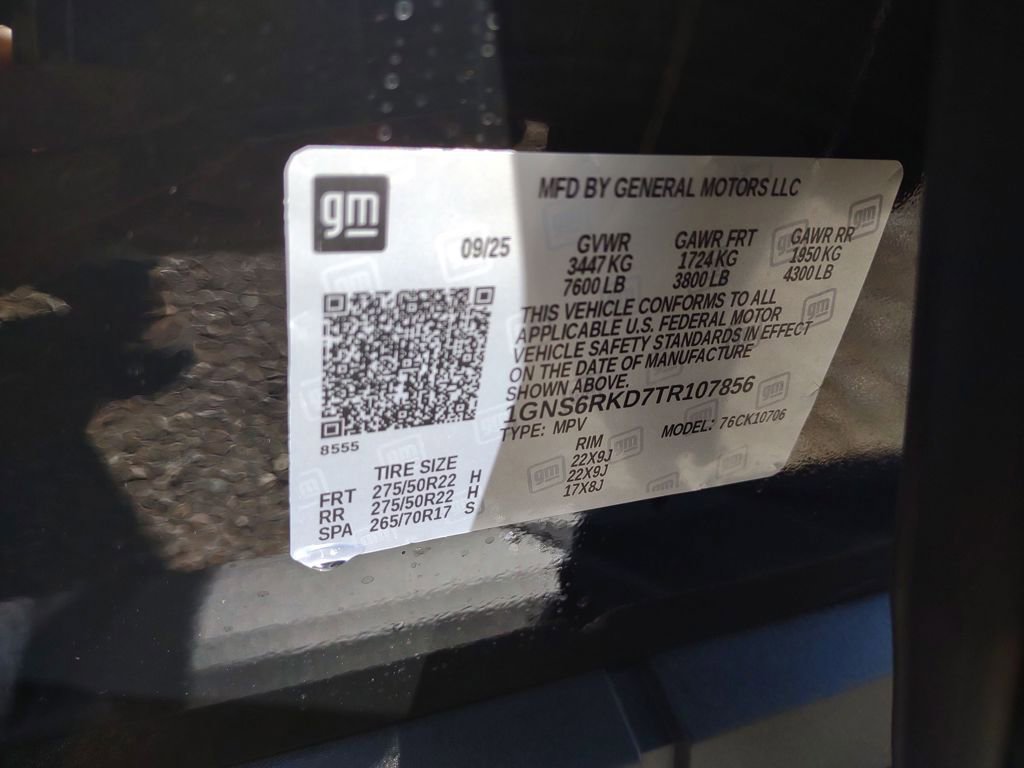 gm
MFD BY GENERAL MOTORS LLC
09/25
GVWR GAWR FRT GAWR RR
3447 KG 1724 KG 1950 KG
7600 LB 3800 LB 4300 LB
THIS VEHICLE CONFORMS TO ALL
APPLICABLE U.S. FEDERAL MOTOR
VEHICLE SAFETY STANDARDS IN EFFECT
ON THE DATE OF MANUFACTURE
SHOWN ABOVE.
1GNS6RKD7TR107856
TYPE: MPV MODEL: 76CK10706
8555
TIRE SIZE RIM
FRT 275/50R22 H 22X9J
RR 275/50R22 H 22X9J
SPA 265/70R17 S 17X8J